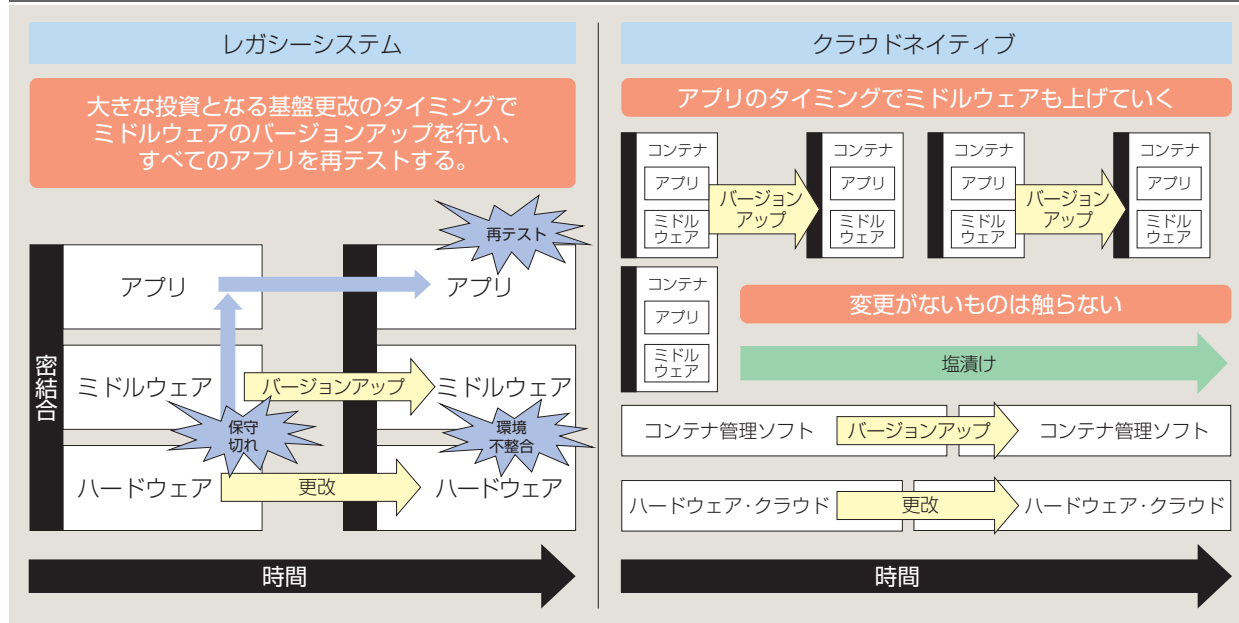 レガシーシステム
大きな投資となる基盤更改のタイミングで
ミドルウェアのバージョンアップを行い、
すべてのアプリを再テストする。
再テスト
密結合
アプリ
アプリ
ミドルウェア
バージョンアップ
ミドルウェア
保守
切れ
環境
不整合
ハードウェア
更改
ハードウェア
時間
クラウドネイティブ
アプリのタイミングでミドルウェアも上げていく
コンテナ
アプリ
ミドル
ウェア
バージョン
アップ
コンテナ
アプリ
ミドル
ウェア
コンテナ
アプリ
ミドル
ウェア
バージョン
アップ
コンテナ
アプリ
ミドル
ウェア
コンテナ
アプリ
ミドル
ウェア
変更がないものは触らない
塩漬け
コンテナ管理ソフト
バージョンアップ
コンテナ管理ソフト
ハードウェア・クラウド
更改
ハードウェア・クラウド
時間